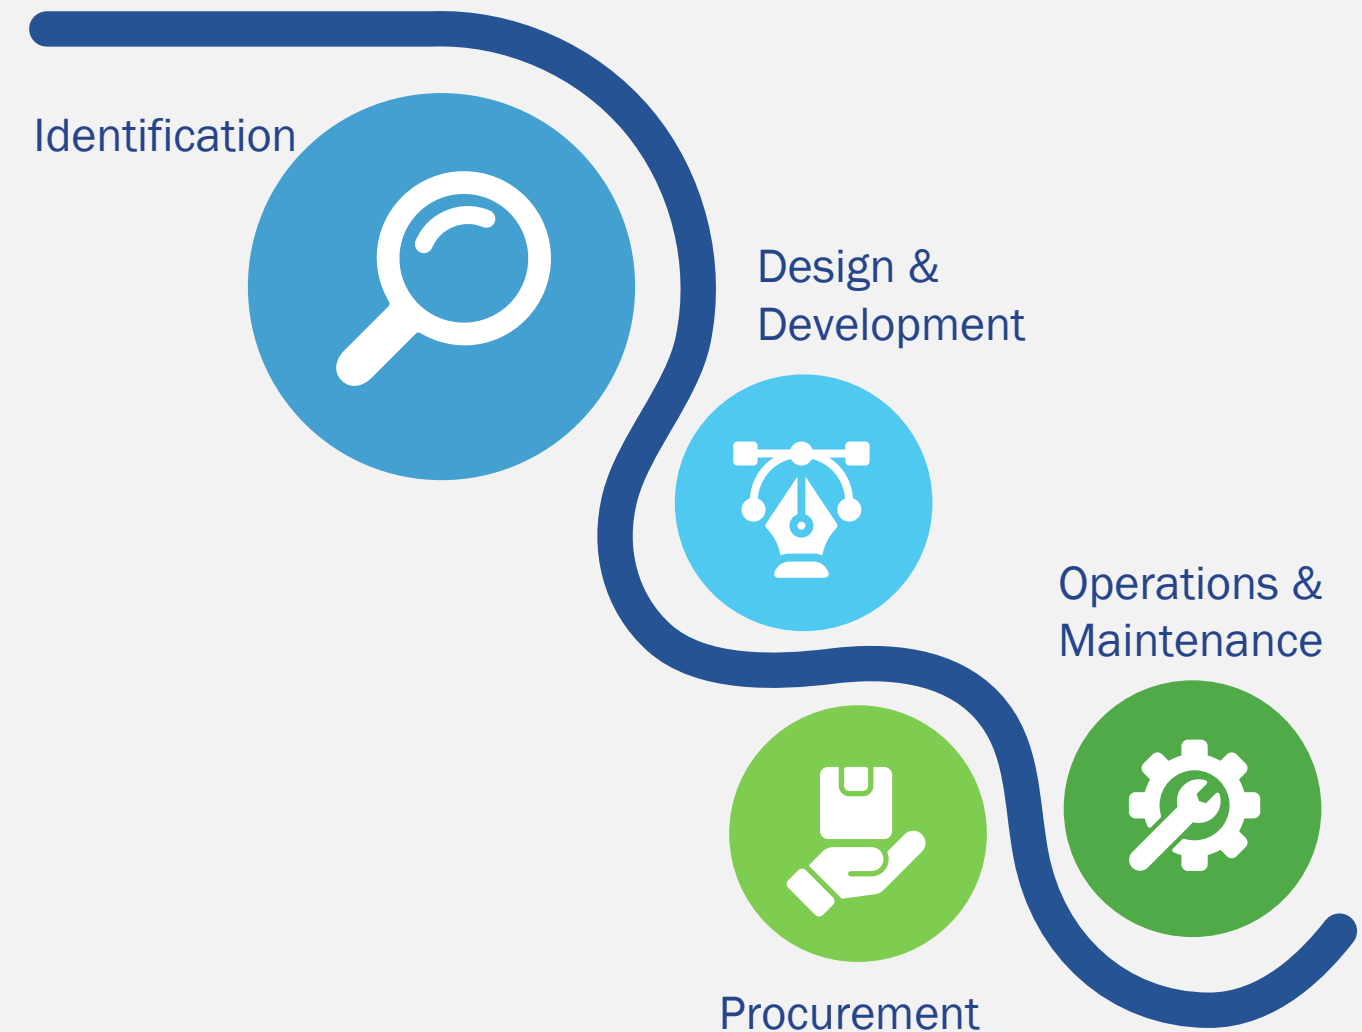 Identification
Design &
Development
Operations &
Maintenance
Procurement